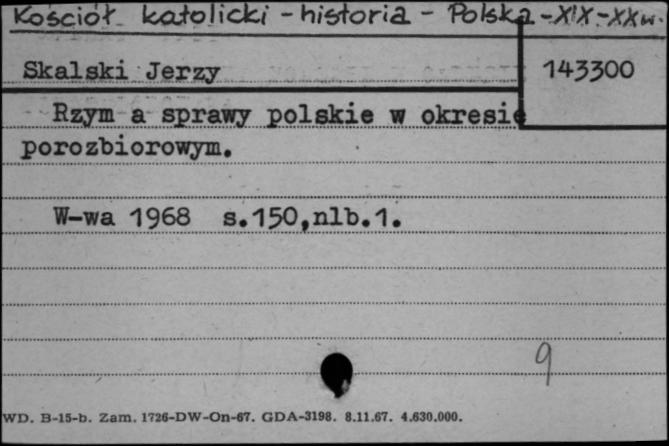 Kościół katolicki - historia - Polska - XIX-XX w.
Skalski Jerzy
143300
Rzym a sprawy polskie w okresie
porozbiorowym.
W-wa 1968 s.150,nlb.1.
9
WD. B-15-b. Zam. 1726-DW-On-67. GDA-3198. 8.11.67. 4.630.000.